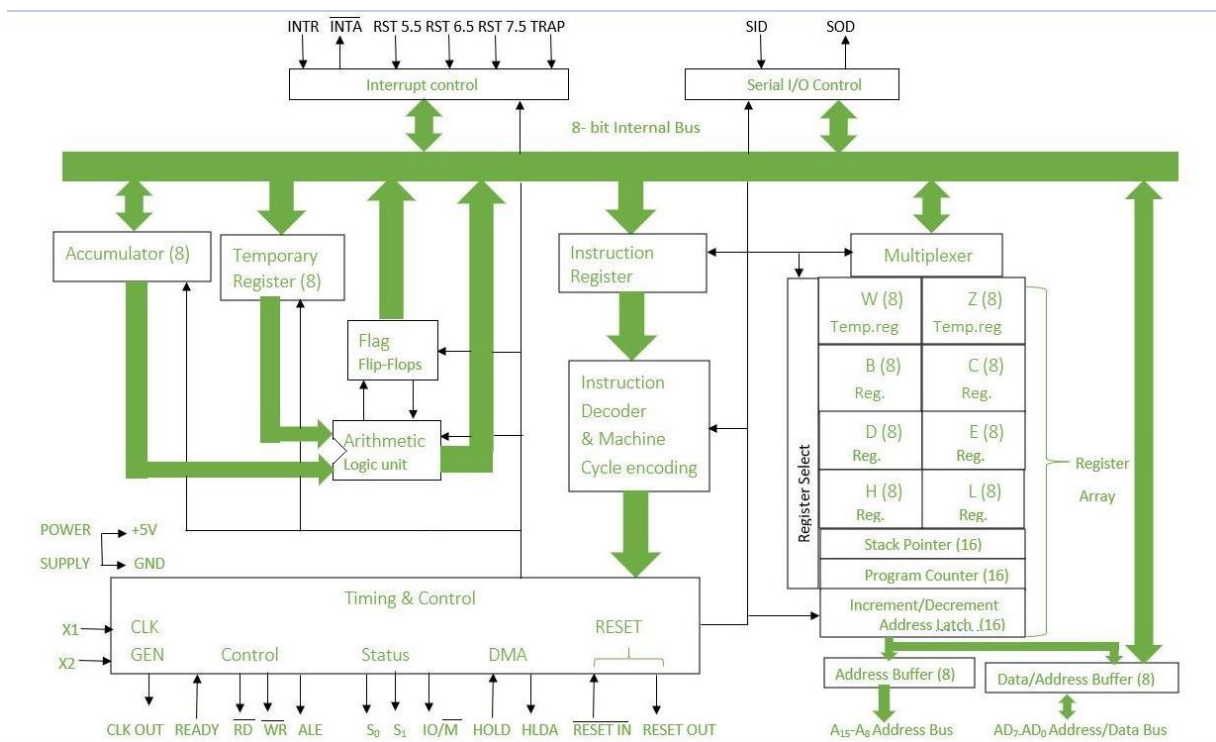 INTR INTA RST 5.5 RST 6.5 RST 7.5 TRAP SID SOD
Interrupt control
Serial I/O Control
8- bit Internal Bus
Accumulator (8)
Temporary
Register (8)
Instruction
Register
Multiplexer
Flag
Flip-Flops
Arithmetic
Logic unit
Instruction
Decoder
& Machine
Cycle encoding
Register Select
W (8)
Temp.reg
Z (8)
Temp.reg
B (8)
Reg.
C (8)
Reg.
D (8)
Reg.
E (8)
Reg.
H (8)
Reg.
L (8)
Reg.
Stack Pointer (16)
Program Counter (16)
Increment/Decrement
Address Latch (16)
Register
Array
POWER +5V
SUPPLY GND
Timing & Control
X1 CLK RESET
X2 GEN Control Status DMA
CLK OUT READY RD WR ALE S0 S1 IO/M HOLD HLDA RESET IN RESET OUT
Address Buffer (8)
Data/Address Buffer (8)
A15-A8 Address Bus
AD7-AD0 Address/Data Bus